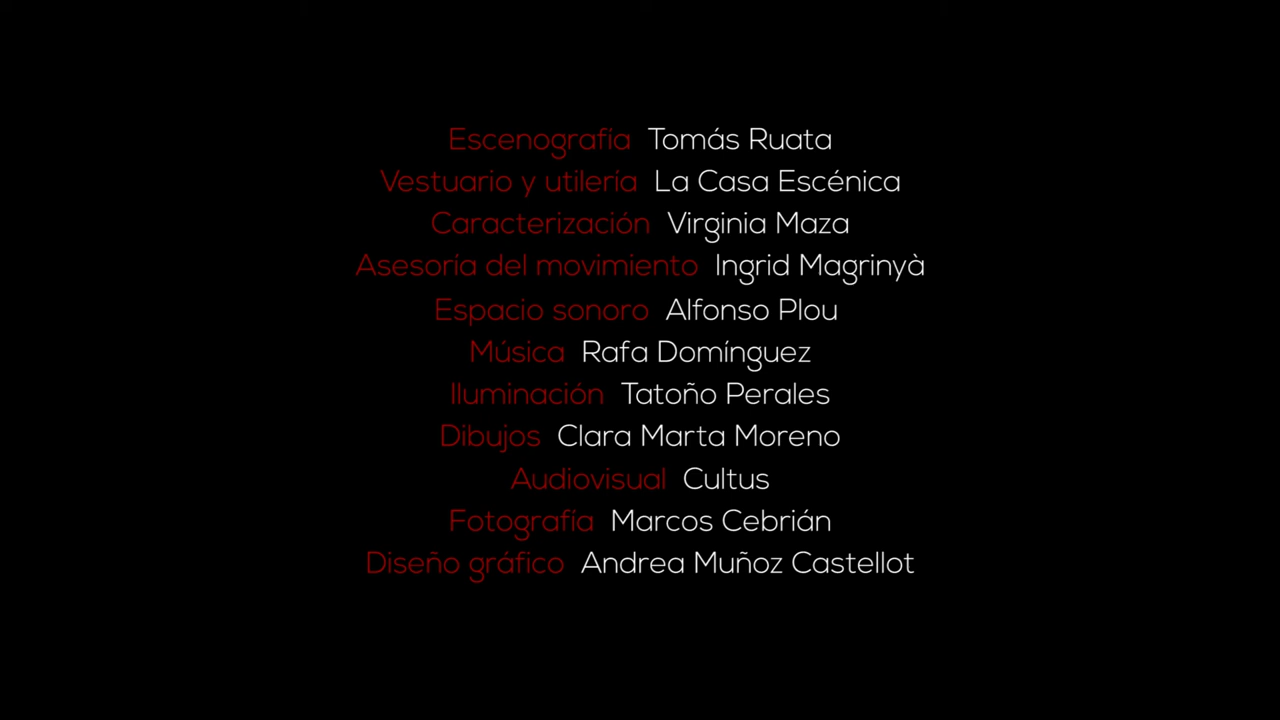 Escenografía Tomás Ruata
Vestuario y utilería La Casa Escénica
Caracterización Virginia Maza
Asesoría del movimiento Ingrid Magrinyà
Espacio sonoro Alfonso Plou
Música Rafa Domínguez
Iluminación Tatoño Perales
Dibujos Clara Marta Moreno
Audiovisual Cultus
Fotografía Marcos Cebrián
Diseño gráfico Andrea Muñoz Castellot